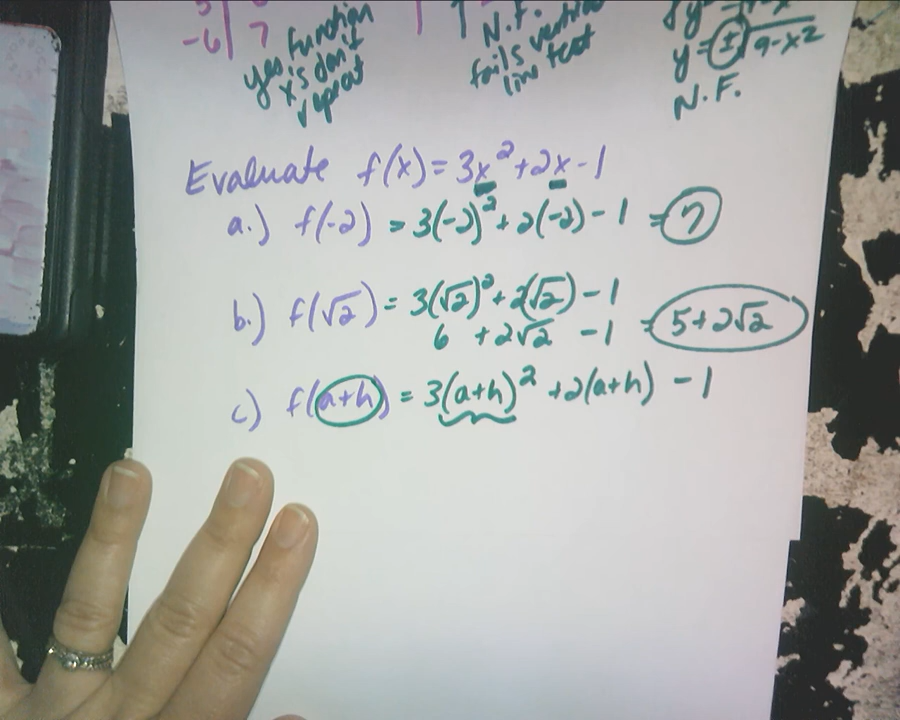 -6 | 7
yes function
x's don't
repeat
N.F.
fails vertical
line test
y = ±√9-x²
N.F.
Evaluate f(x) = 3x² + 2x - 1
a.) f(-2) = 3(-2)² + 2(-2) - 1 = 7
b.) f(√2) = 3(√2)² + 2(√2) - 1
6 + 2√2 - 1 = 5 + 2√2
c) f(a+h) = 3(a+h)² + 2(a+h) - 1